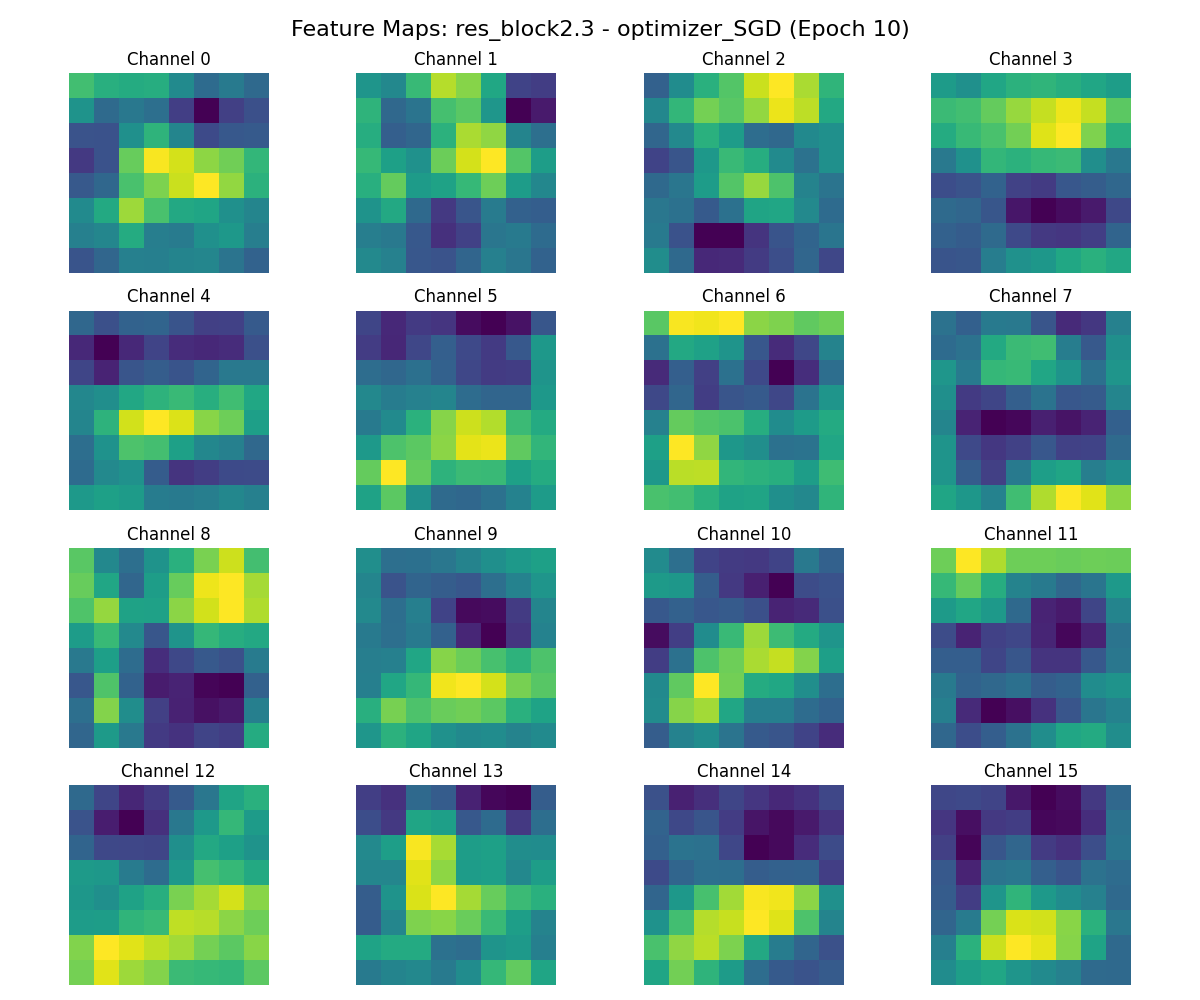 Feature Maps: res_block2.3 - optimizer_SGD (Epoch 10)
Channel 0
Channel 1
Channel 2
Channel 3
Channel 4
Channel 5
Channel 6
Channel 7
Channel 8
Channel 9
Channel 10
Channel 11
Channel 12
Channel 13
Channel 14
Channel 15